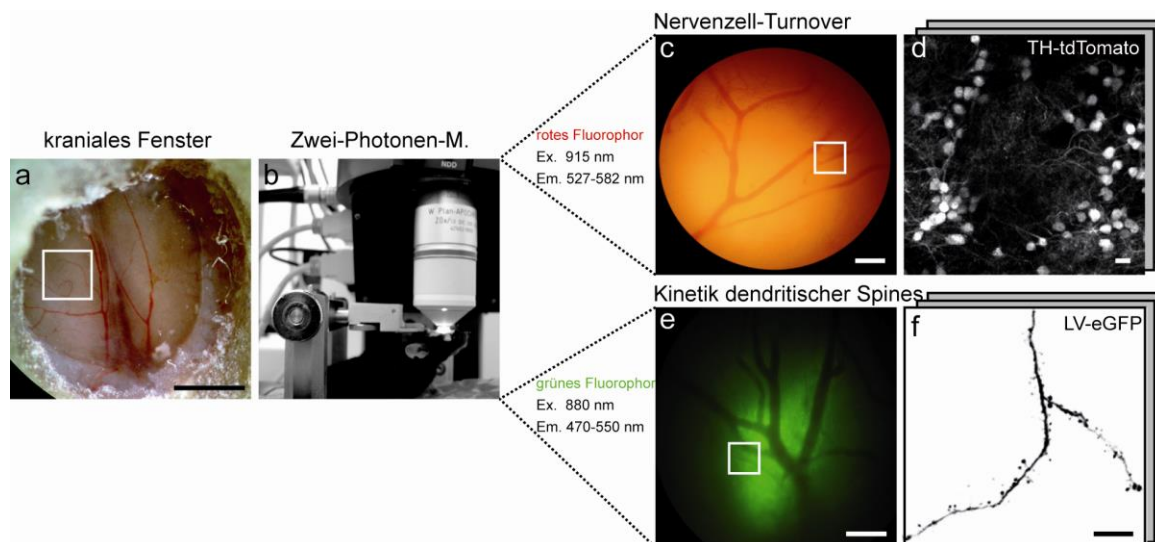 Nervenzell-Turnover
c
d
TH-tdTomato
kraniales Fenster
Zwei-Photonen-M.
a
b
NDD
rotes Fluorophor
Ex. 915 nm
Em. 527-582 nm
Kinetik dendritischer Spines
grünes Fluorophor
Ex. 880 nm
Em. 470-550 nm
e
f
LV-eGFP